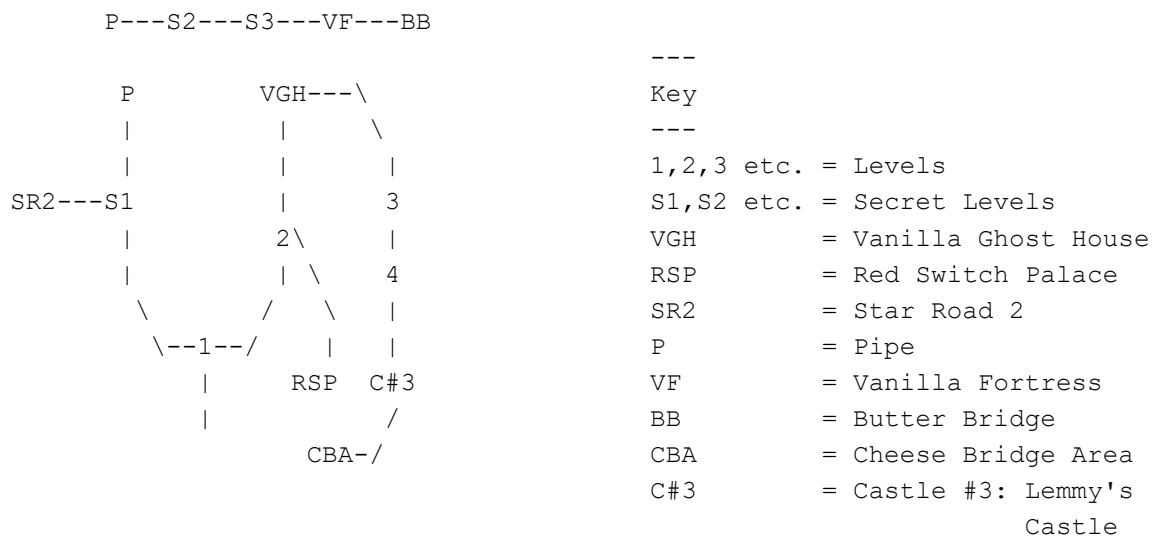 P---S2---S3---VF---BB
                                          ---
       P        VGH---\                   Key
       |         |     \                  ---
       |         |      |                 1,2,3 etc. = Levels
SR2---S1         |      3                 S1,S2 etc. = Secret Levels
       |         2\     |                 VGH        = Vanilla Ghost House
       |         | \    4                 RSP        = Red Switch Palace
        \       /   \   |                 SR2        = Star Road 2
         \--1--/    |   |                 P          = Pipe
            |      RSP  C#3               VF         = Vanilla Fortress
            |           /                 BB         = Butter Bridge
                   CBA-/                  CBA        = Cheese Bridge Area
                                          C#3        = Castle #3: Lemmy's
                                                                  Castle